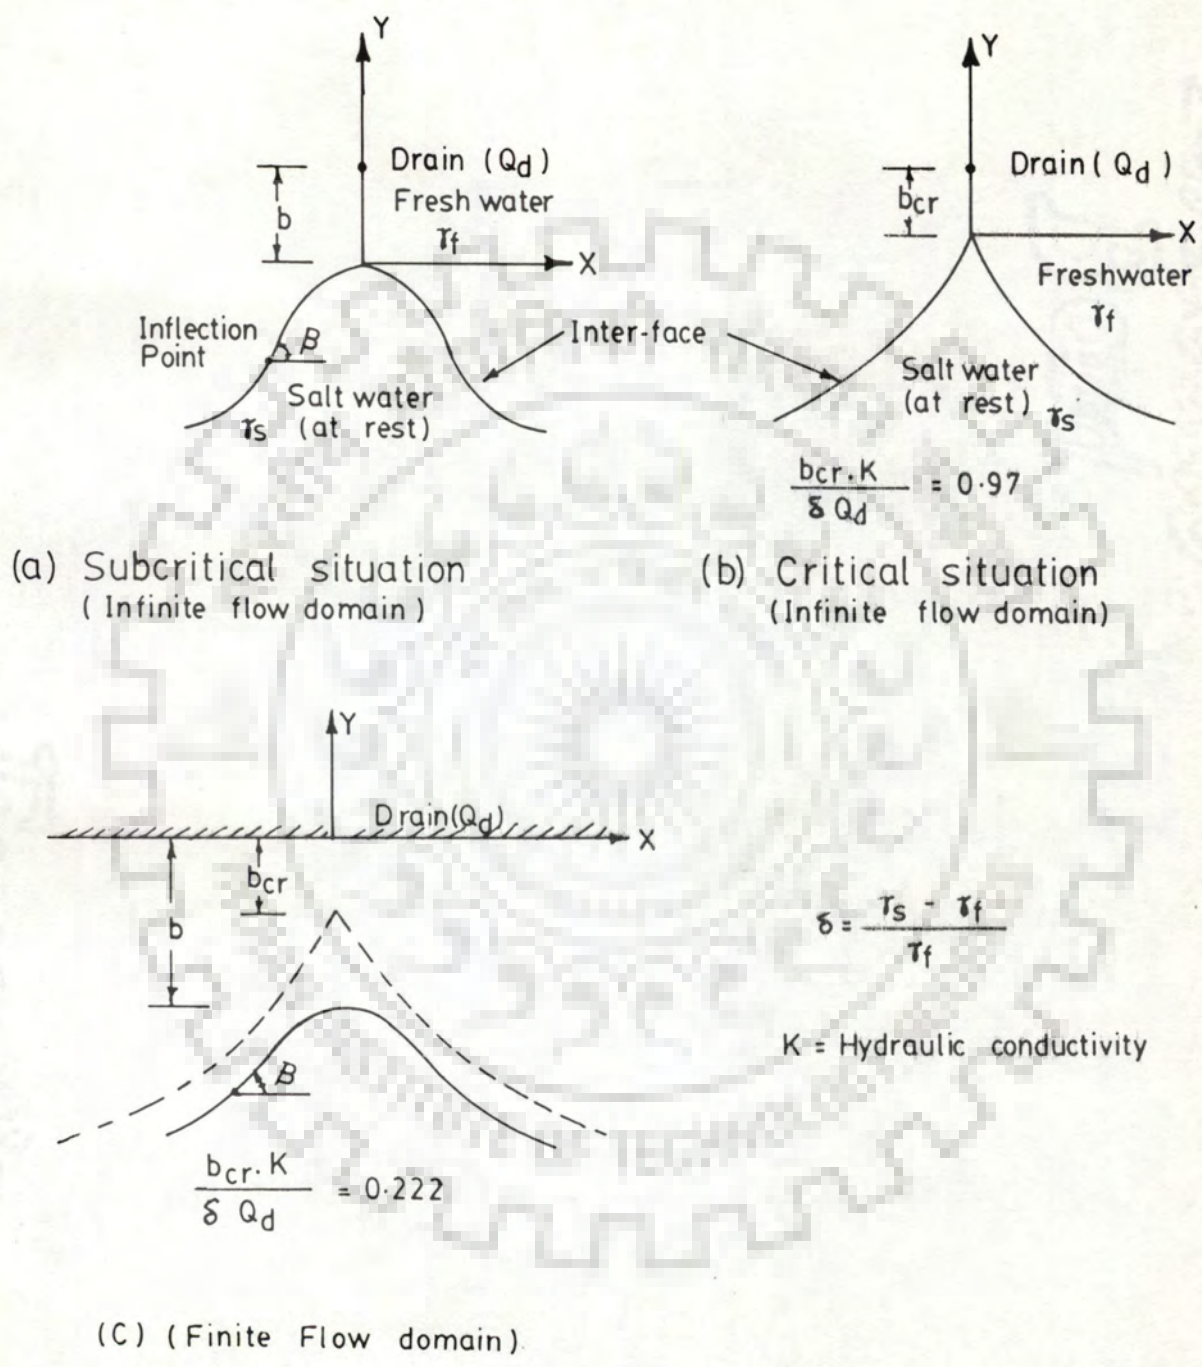 Y
Drain (Qd)
b
Fresh water
γf
X
Inflection
Point
β
Salt water
γs (at rest)
Inter-face
Y
Drain (Qd)
bcr
X
Freshwater
γf
Salt water
(at rest) γs
bcr.K
δ Qd
= 0.97
(a) Subcritical situation
(Infinite flow domain)
(b) Critical situation
(Infinite flow domain)
Y
Drain(Qd)
X
bcr
b
β
bcr.K
δ Qd
= 0.222
δ = γs - γf
γf
K = Hydraulic conductivity
(C) (Finite Flow domain)